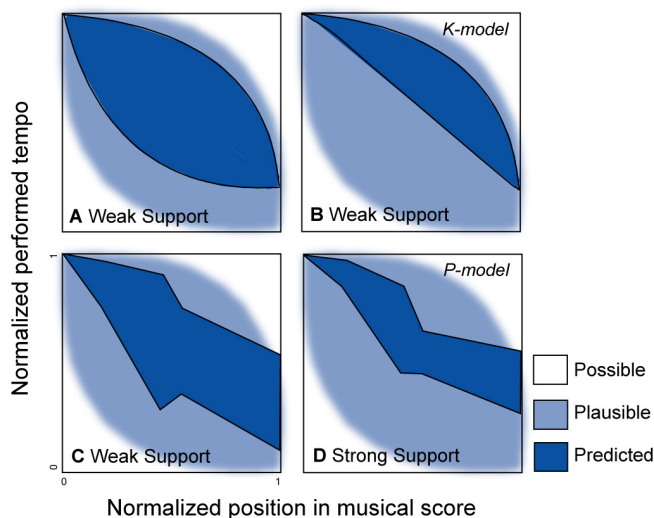 K-model
A Weak Support
B Weak Support
Normalized performed tempo
1
P-model
C Weak Support
D Strong Support
0
0
1
Possible
Plausible
Predicted
Normalized position in musical score